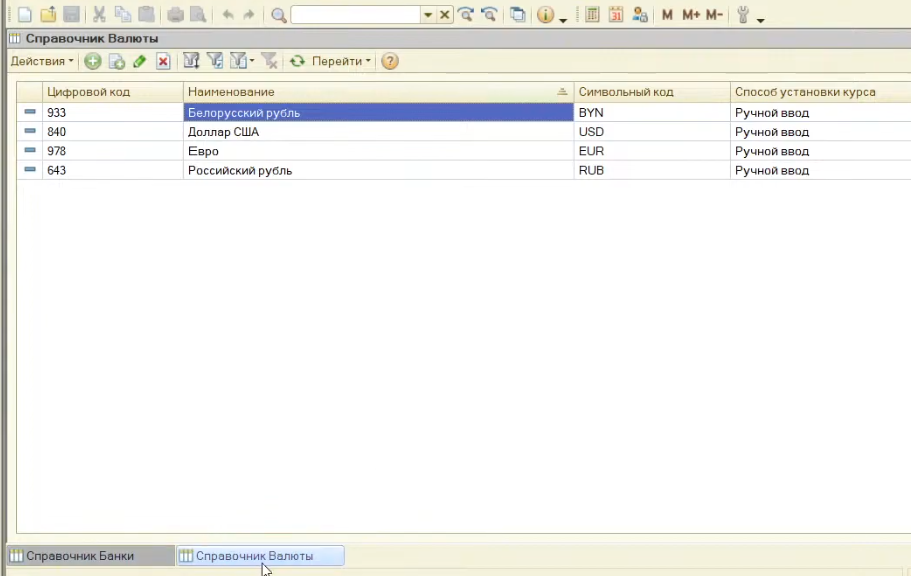 31 M M+ M-
Справочник Валюты
Действия Перейти
Цифровой код Наименование Символьный код Способ установки курса
933 Белорусский рубль BYN Ручной ввод
840 Доллар США USD Ручной ввод
978 Евро EUR Ручной ввод
643 Российский рубль RUB Ручной ввод
Справочник Банки Справочник Валюты